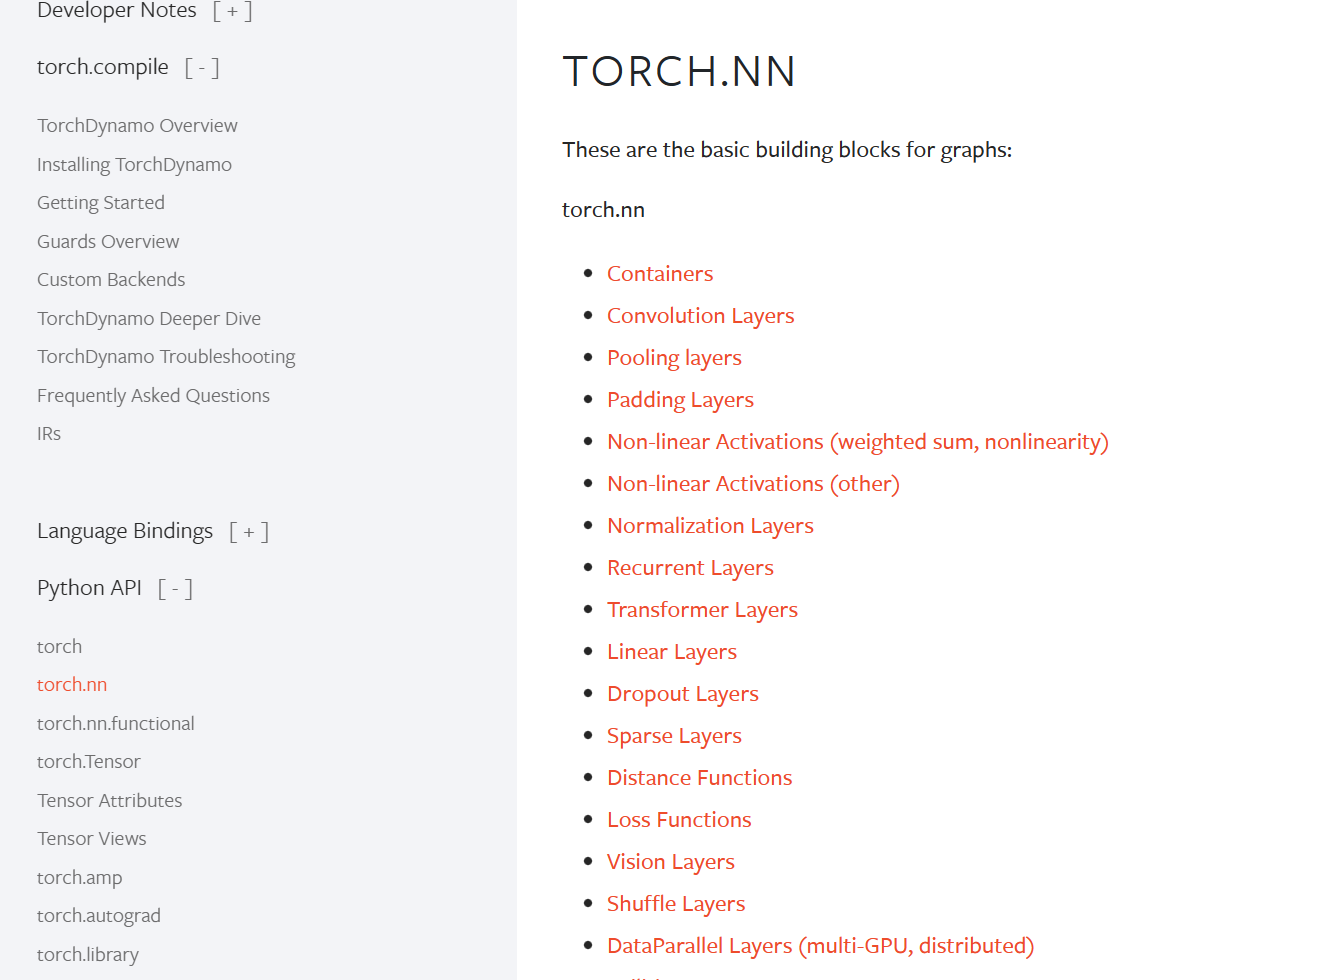 Developer Notes [ + ]
torch.compile [ - ]
TorchDynamo Overview
Installing TorchDynamo
Getting Started
Guards Overview
Custom Backends
TorchDynamo Deeper Dive
TorchDynamo Troubleshooting
Frequently Asked Questions
IRs
Language Bindings [ + ]
Python API [ - ]
torch
torch.nn
torch.nn.functional
torch.Tensor
Tensor Attributes
Tensor Views
torch.amp
torch.autograd
torch.library
TORCH.NN
These are the basic building blocks for graphs:
torch.nn
• Containers
• Convolution Layers
• Pooling layers
• Padding Layers
• Non-linear Activations (weighted sum, nonlinearity)
• Non-linear Activations (other)
• Normalization Layers
• Recurrent Layers
• Transformer Layers
• Linear Layers
• Dropout Layers
• Sparse Layers
• Distance Functions
• Loss Functions
• Vision Layers
• Shuffle Layers
• DataParallel Layers (multi-GPU, distributed)